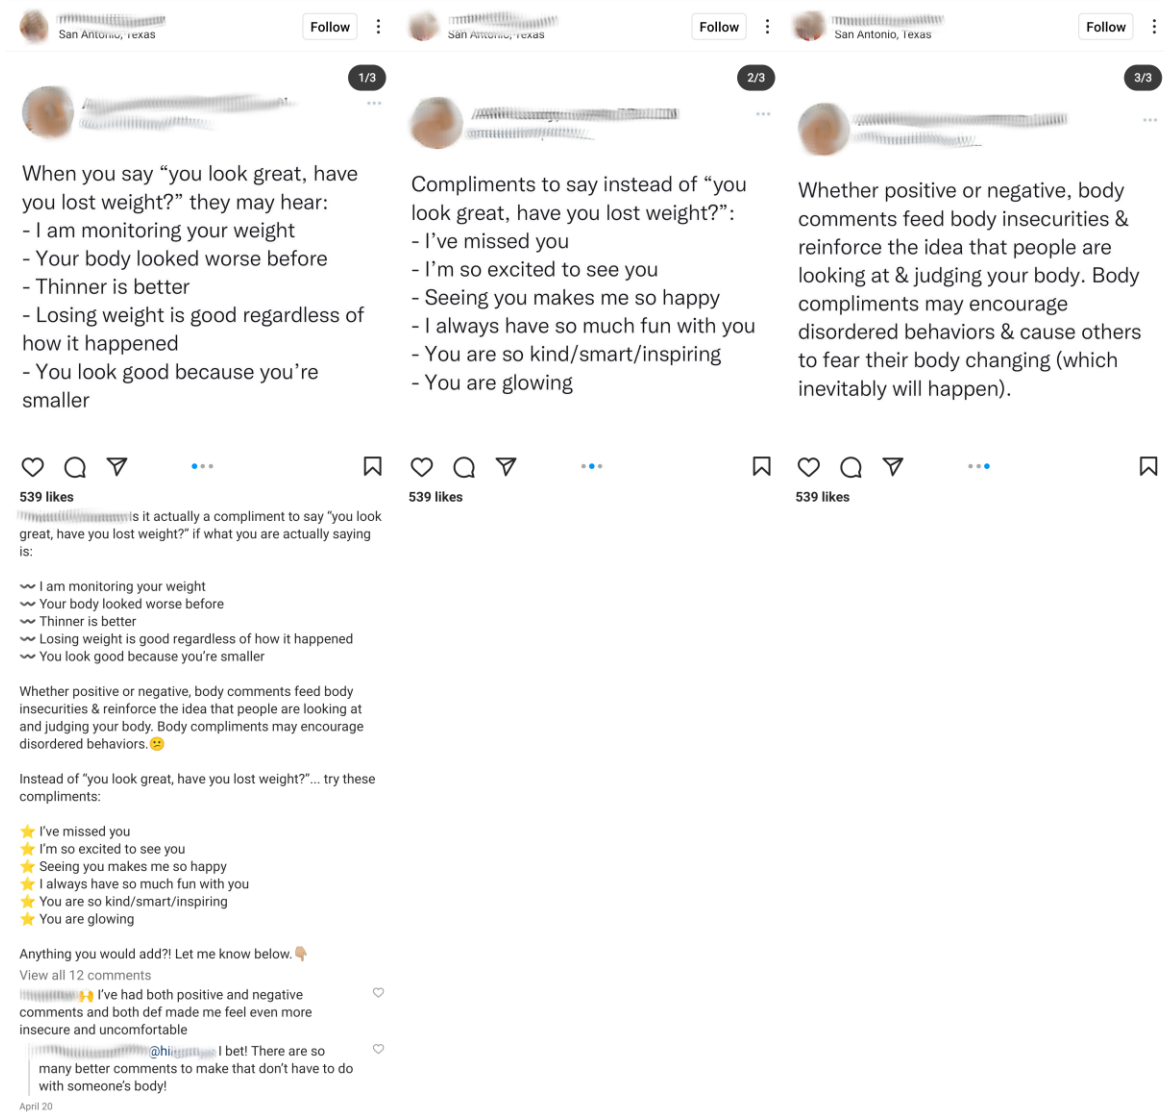 San Antonio, Texas
Follow
1/3
When you say “you look great, have
you lost weight?” they may hear:
- I am monitoring your weight
- Your body looked worse before
- Thinner is better
- Losing weight is good regardless of
how it happened
- You look good because you’re
smaller
539 likes
Is it actually a compliment to say “you look
great, have you lost weight?” if what you are actually saying
is:
〰 I am monitoring your weight
〰 Your body looked worse before
〰 Thinner is better
〰 Losing weight is good regardless of how it happened
〰 You look good because you’re smaller
Whether positive or negative, body comments feed body
insecurities & reinforce the idea that people are looking at
and judging your body. Body compliments may encourage
disordered behaviors.😕
Instead of “you look great, have you lost weight?”... try these
compliments:
⭐ I’ve missed you
⭐ I’m so excited to see you
⭐ Seeing you makes me so happy
⭐ I always have so much fun with you
⭐ You are so kind/smart/inspiring
⭐ You are glowing
Anything you would add?! Let me know below.👇🏼
View all 12 comments
🙌 I’ve had both positive and negative
comments and both def made me feel even more
insecure and uncomfortable
I bet! There are so
many better comments to make that don’t have to do
with someone’s body!
April 20
San Antonio, Texas
Follow
2/3
Compliments to say instead of “you
look great, have you lost weight?”:
- I’ve missed you
- I’m so excited to see you
- Seeing you makes me so happy
- I always have so much fun with you
- You are so kind/smart/inspiring
- You are glowing
539 likes
San Antonio, Texas
Follow
3/3
Whether positive or negative, body
comments feed body insecurities &
reinforce the idea that people are
looking at & judging your body. Body
compliments may encourage
disordered behaviors & cause others
to fear their body changing (which
inevitably will happen).
539 likes